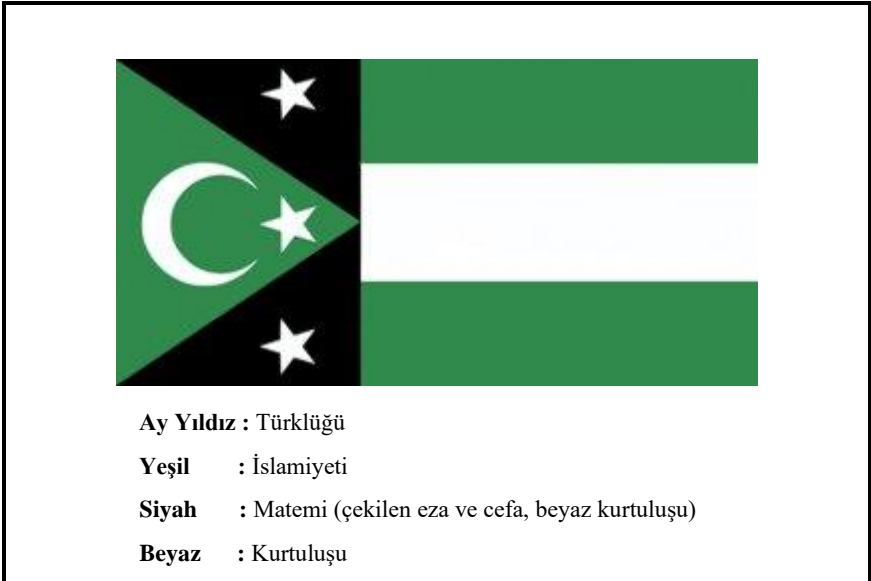 Ay Yıldız : Türklüğü
Yeşil : İslamiyeti
Siyah : Matemi (çekilen eza ve cefa, beyaz kurtuluşu)
Beyaz : Kurtuluşu